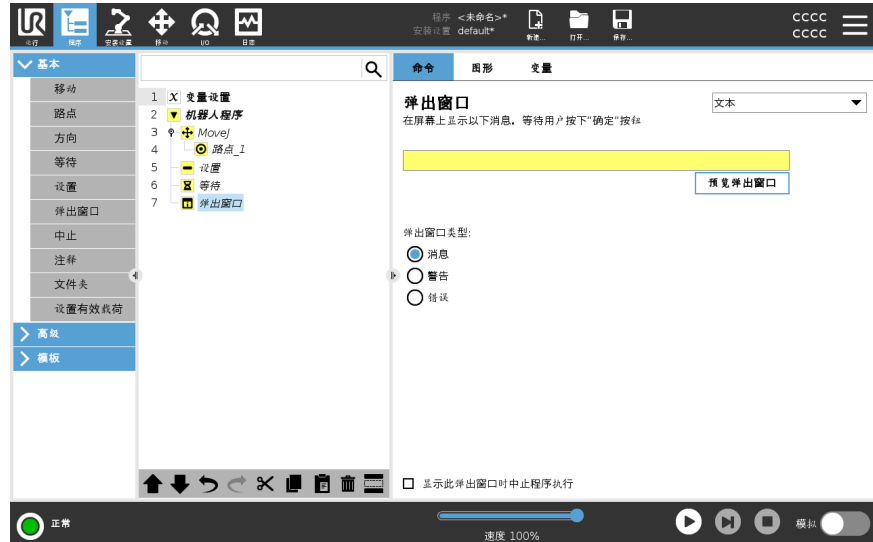 程序 <未命名>*
安装设置 default*
cccc
cccc
运行
程序
安装设置
移动
I/O
日志
新建...
打开...
保存...
基本
移动
路点
方向
等待
设置
弹出窗口
中止
注释
文件夹
设置有效载荷
高级
模板
1 X 变量设置
2 机器人程序
3 MoveJ
4 路点_1
5 设置
6 等待
7 弹出窗口
命令 图形 变量
弹出窗口
文本
在屏幕上显示以下消息，等待用户按下"确定"按钮
预览弹出窗口
弹出窗口类型:
消息
警告
错误
显示此弹出窗口时中止程序执行
正常
速度 100%
模拟